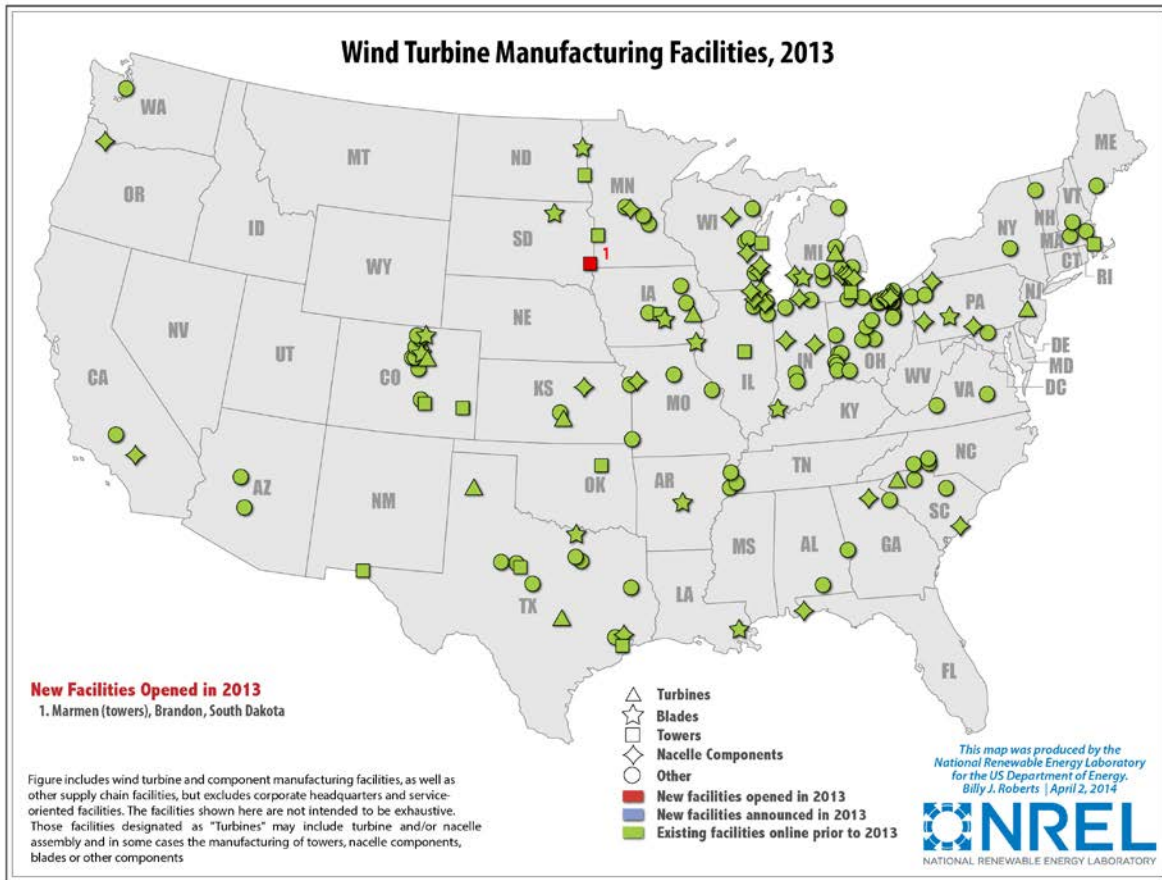 Wind Turbine Manufacturing Facilities, 2013
WA
MT
ND
MN
ME
OR
ID
SD
WI
MI
NY
VT
NH
MA
CT
RI
WY
1
IA
NE
PA
NJ
NV
UT
CO
CA
KS
MO
IL
IN
OH
WV
VA
DE
MD
DC
KY
NC
TN
AZ
NM
OK
AR
SC
MS
AL
GA
TX
LA
FL
New Facilities Opened in 2013
1. Marmen (towers), Brandon, South Dakota
Turbines
Blades
Towers
Nacelle Components
Other
New facilities opened in 2013
New facilities announced in 2013
Existing facilities online prior to 2013
Figure includes wind turbine and component manufacturing facilities, as well as
other supply chain facilities, but excludes corporate headquarters and service-
oriented facilities. The facilities shown here are not intended to be exhaustive.
Those facilities designated as "Turbines" may include turbine and/or nacelle
assembly and in some cases the manufacturing of towers, nacelle components,
blades or other components
This map was produced by the
National Renewable Energy Laboratory
for the US Department of Energy.
Billy J. Roberts | April 2, 2014
NREL
NATIONAL RENEWABLE ENERGY LABORATORY